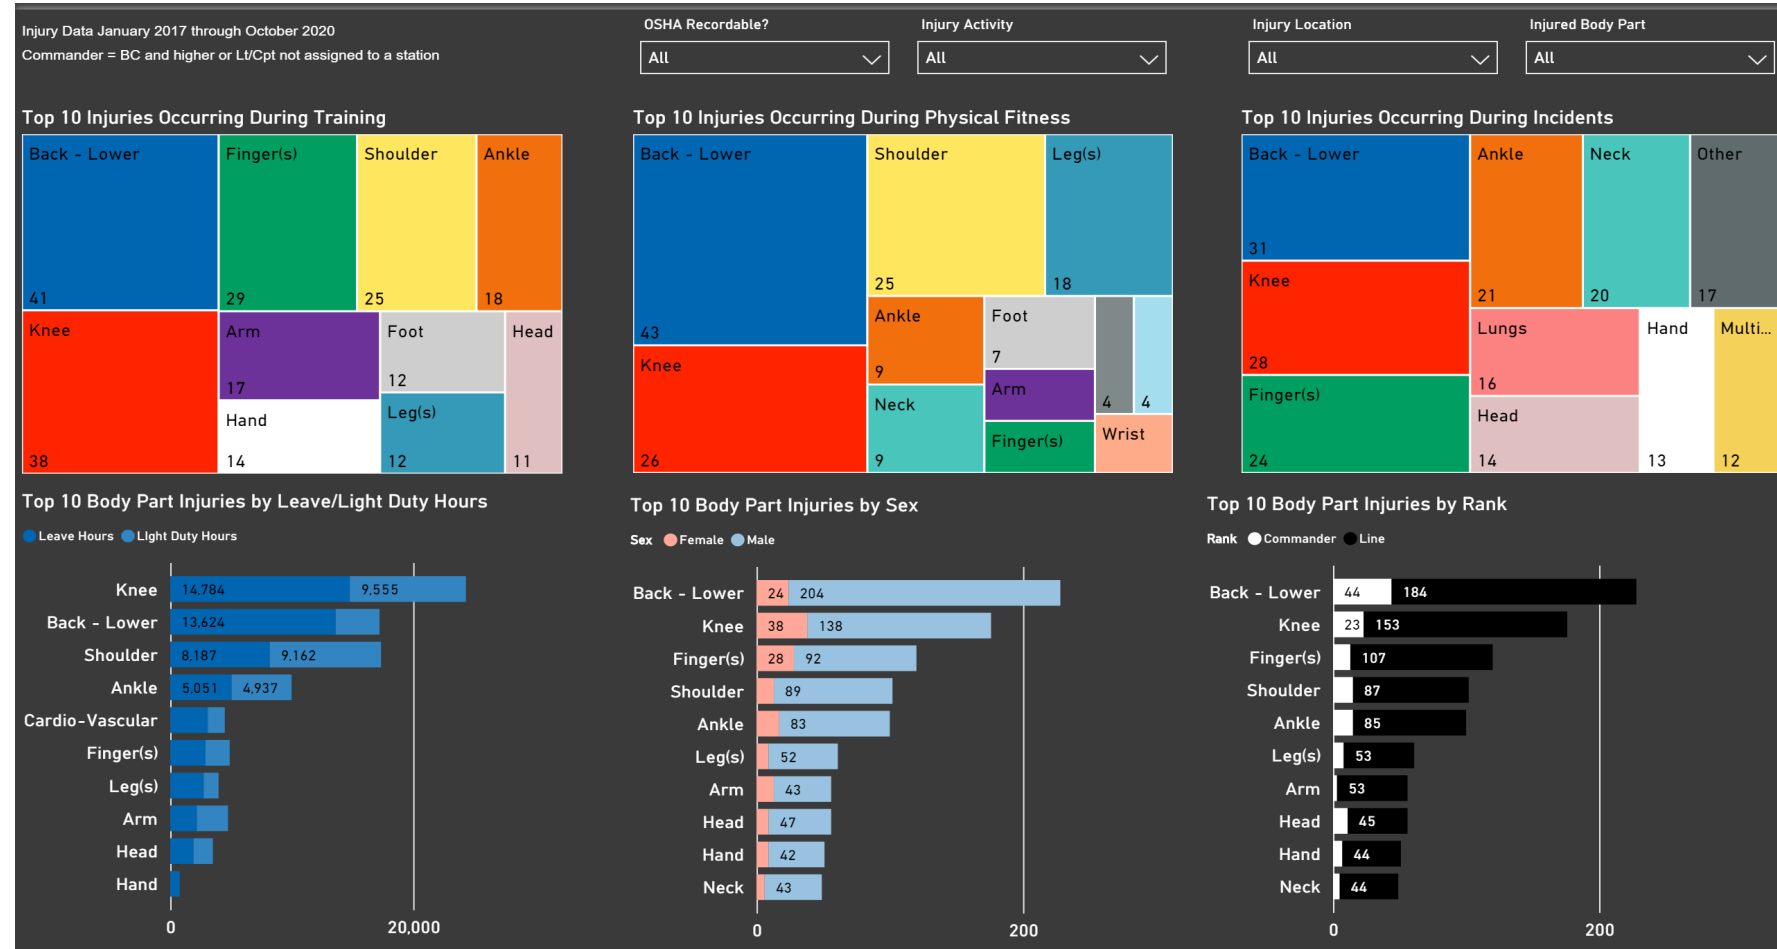 Injury Data January 2017 through October 2020
Commander = BC and higher or Lt/Cpt not assigned to a station
OSHA Recordable?
All
Injury Activity
All
Injury Location
All
Injured Body Part
All
Top 10 Injuries Occurring During Training
Back - Lower
41
Finger(s)
29
Shoulder
25
Ankle
18
Knee
38
Arm
17
Hand
14
Foot
12
Leg(s)
12
Head
11
Top 10 Injuries Occurring During Physical Fitness
Back - Lower
43
Knee
26
Shoulder
25
Leg(s)
18
Ankle
9
Neck
9
Foot
7
Arm
Finger(s)
4
4
Wrist
Top 10 Injuries Occurring During Incidents
Back - Lower
31
Knee
28
Finger(s)
24
Ankle
21
Neck
20
Other
17
Lungs
16
Head
14
Hand
13
Multi...
12
Top 10 Body Part Injuries by Leave/Light Duty Hours
Leave Hours LIght Duty Hours
Knee 14,784 9,555
Back - Lower 13,624
Shoulder 8,187 9,162
Ankle 5,051 4,937
Cardio-Vascular
Finger(s)
Leg(s)
Arm
Head
Hand
0 20,000
Top 10 Body Part Injuries by Sex
Sex Female Male
Back - Lower 24 204
Knee 38 138
Finger(s) 28 92
Shoulder 89
Ankle 83
Leg(s) 52
Arm 43
Head 47
Hand 42
Neck 43
0 200
Top 10 Body Part Injuries by Rank
Rank Commander Line
Back - Lower 44 184
Knee 23 153
Finger(s) 107
Shoulder 87
Ankle 85
Leg(s) 53
Arm 53
Head 45
Hand 44
Neck 44
0 200